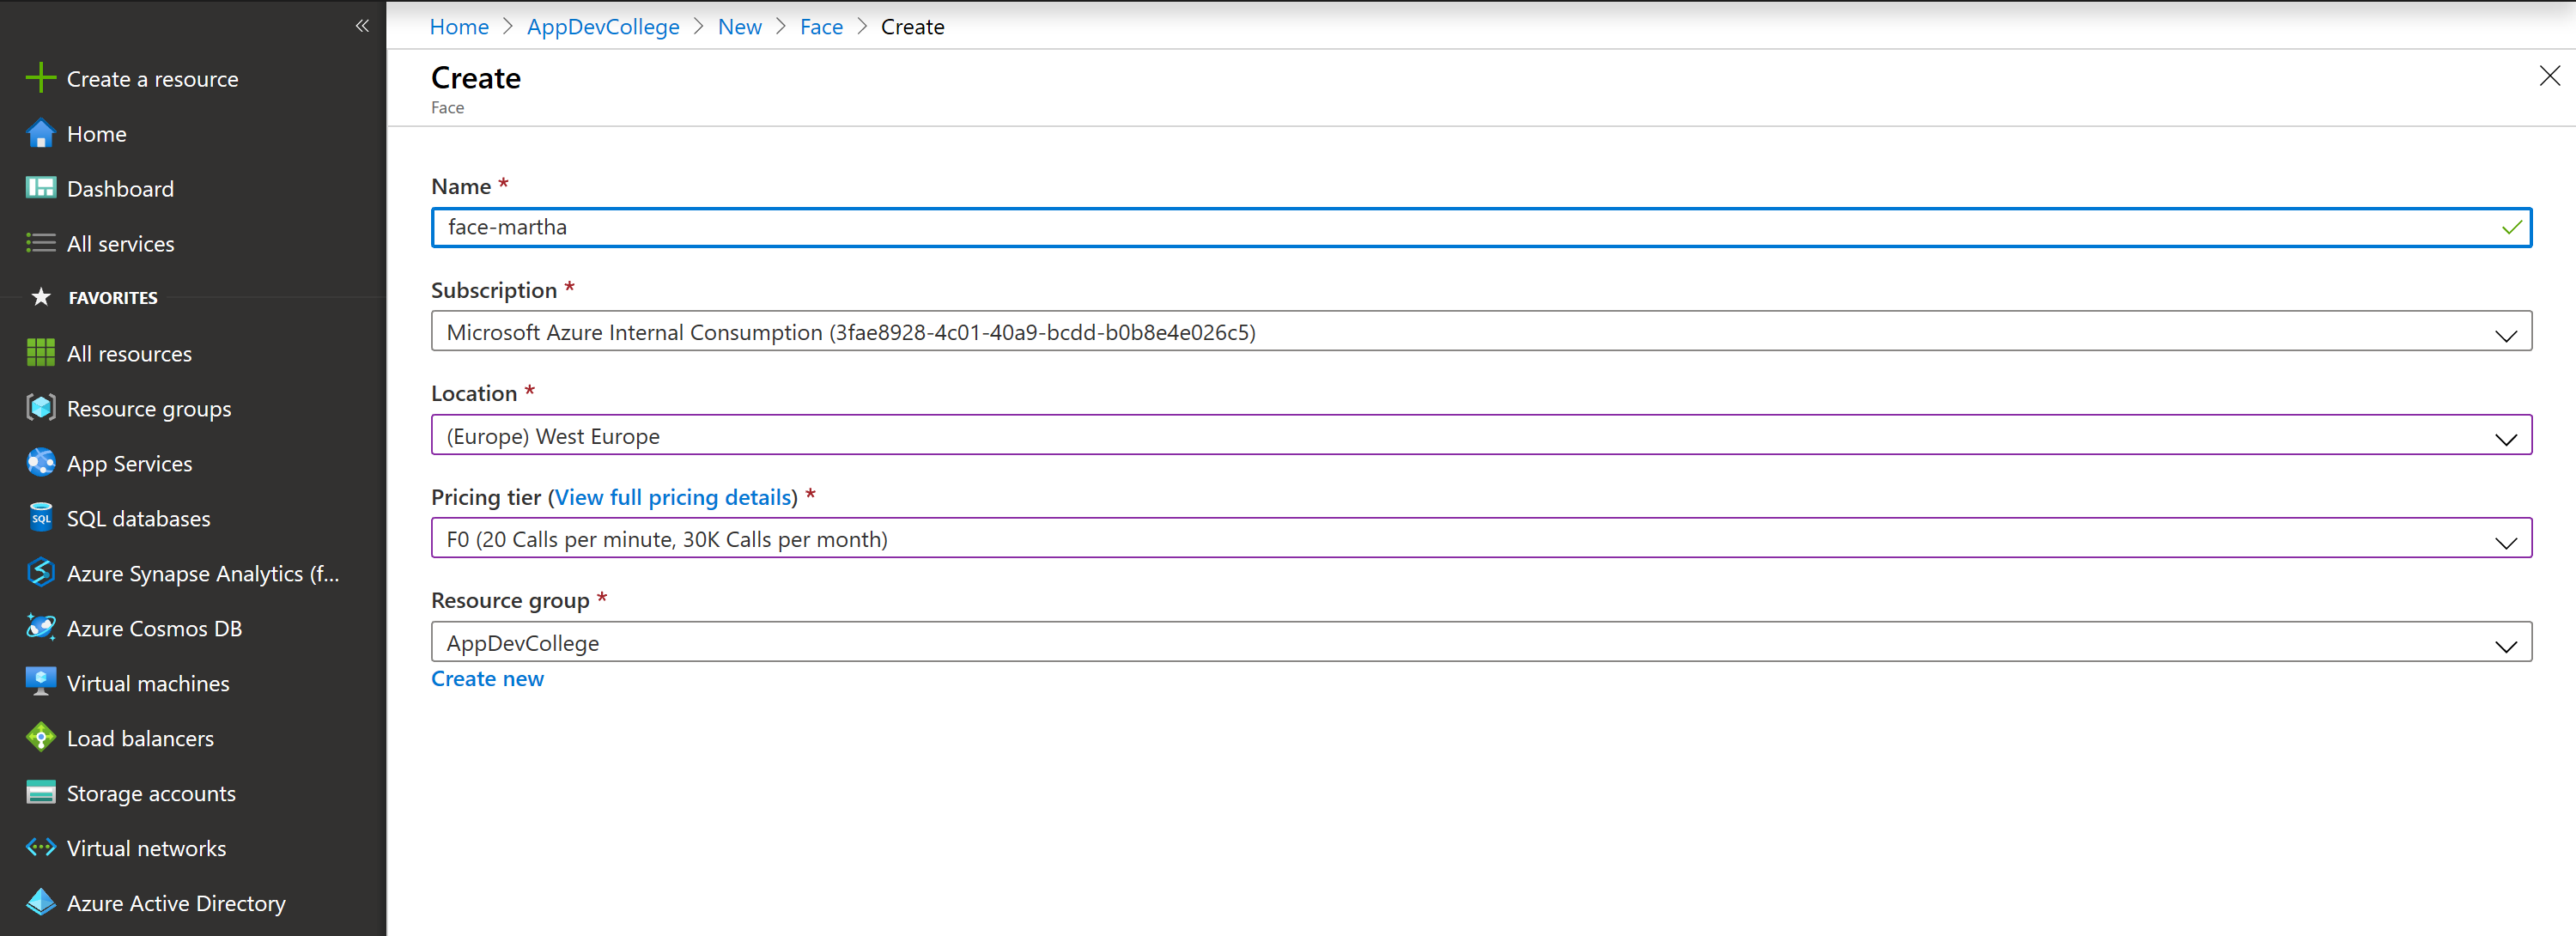 Create a resource
Home
Dashboard
All services
FAVORITES
All resources
Resource groups
App Services
SQL databases
Azure Synapse Analytics (f...
Azure Cosmos DB
Virtual machines
Load balancers
Storage accounts
Virtual networks
Azure Active Directory
Home > AppDevCollege > New > Face > Create
Create
Face
Name *
face-martha
Subscription *
Microsoft Azure Internal Consumption (3fae8928-4c01-40a9-bcdd-b0b8e4e026c5)
Location *
(Europe) West Europe
Pricing tier (View full pricing details) *
F0 (20 Calls per minute, 30K Calls per month)
Resource group *
AppDevCollege
Create new